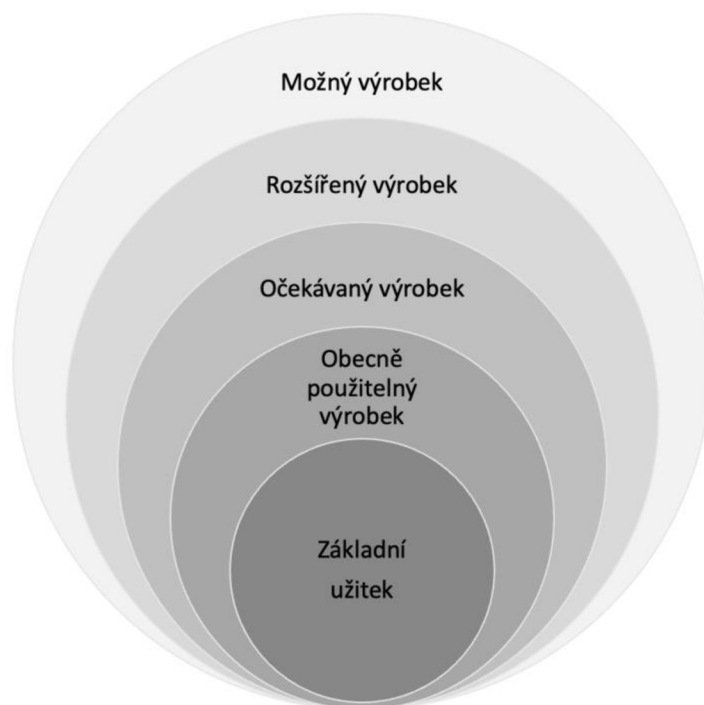 Možný výrobek
Rozšířený výrobek
Očekávaný výrobek
Obecně
použitelný
výrobek
Základní
užitek